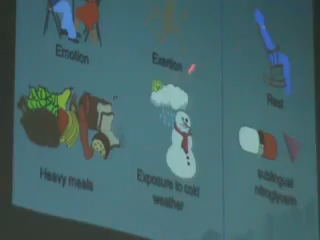 Emotion
Exertion
Rest
Heavy meals
Exposure to cold
weather
sublingual
nitroglycerin